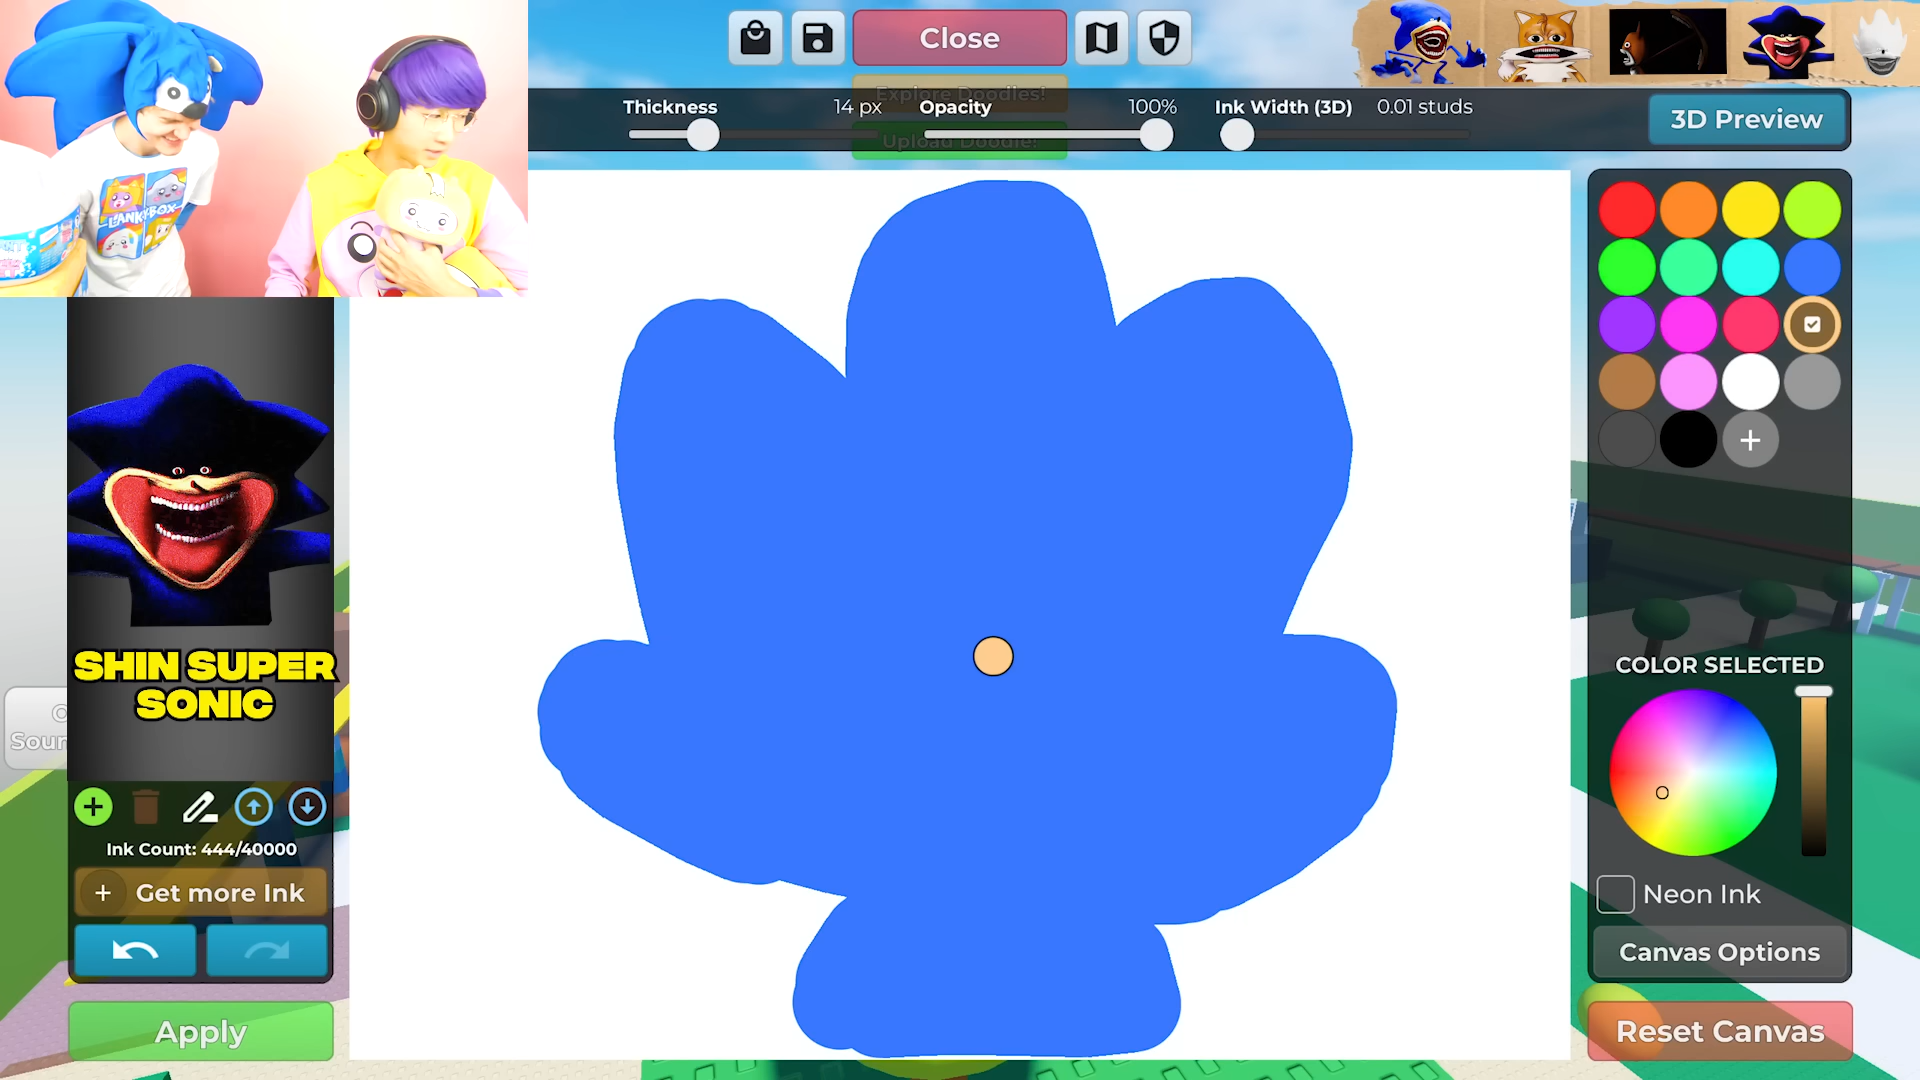 Close
Explore Doodles!
Thickness 14 px Opacity 100% Ink Width (3D) 0.01 studs
3D Preview
Upload Doodle!
LANKYBOX
SHIN SUPER
SONIC
COLOR SELECTED
Ink Count: 444/40000
+ Get more Ink
Neon Ink
Canvas Options
Apply
Reset Canvas